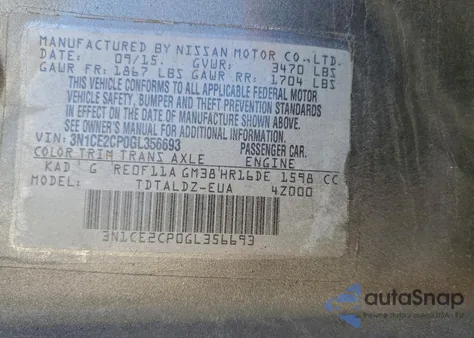 MANUFACTURED BY NISSAN MOTOR CO., LTD.
DATE: 09/15. GVWR: 3470 LBS
GAWR FR: 1867 LBS GAWR RR: 1704 LBS
THIS VEHICLE CONFORMS TO ALL APPLICABLE FEDERAL MOTOR
VEHICLE SAFETY, BUMPER AND THEFT PREVENTION STANDARDS
IN EFFECT ON THE DATE OF MANUFACTURE SHOWN ABOVE.
SEE OWNER'S MANUAL FOR ADDITIONAL INFORMATION.
VIN: 3N1CE2CP0GL356693 PASSENGER CAR.
COLOR TRIM TRANS AXLE ENGINE
KAD G RE0F11A GM38 HR16DE 1598 CC
MODEL: TDTALDZ-EUA 4Z000
3N1CE2CP0GL356693
autoSnap